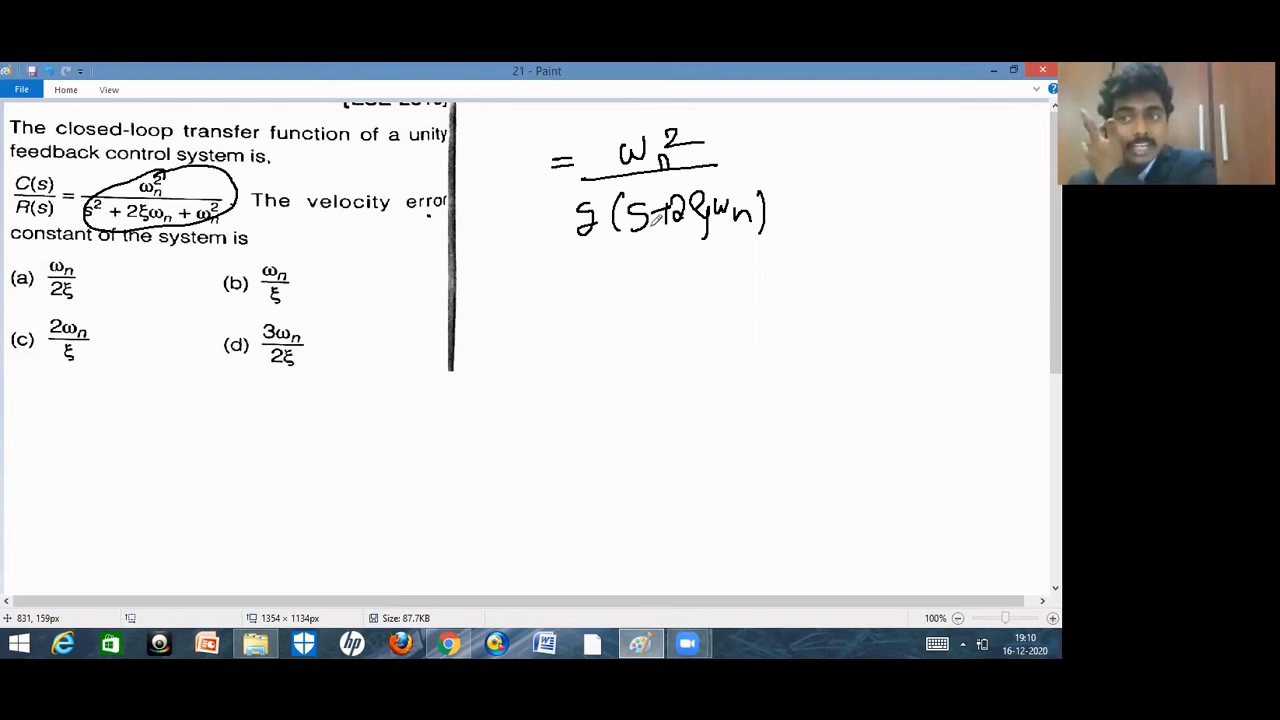 21 - Paint
File Home View
The closed-loop transfer function of a unity
feedback control system is,
C(s)/R(s) = ωn²/(s² + 2ξωn + ωn²) The velocity error
constant of the system is
(a) ωn/2ξ (b) ωn/ξ
(c) 2ωn/ξ (d) 3ωn/2ξ
= ωn²/
s(s+2ξωn)
831, 159px 1354 × 1134px Size: 87.7KB 100%
19:10
16-12-2020